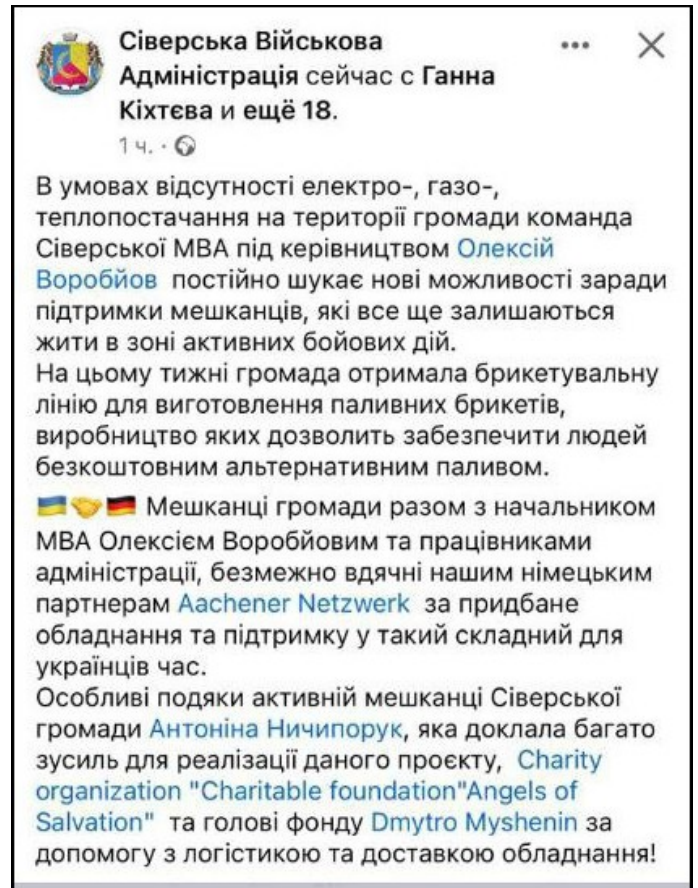 Сіверська Військова
Адміністрація сейчас с Ганна
Кіхтєва и ещё 18.
1 ч. ·
В умовах відсутності електро-, газо-,
теплопостачання на території громади команда
Сіверської МВА під керівництвом Олексій
Воробйов постійно шукає нові можливості заради
підтримки мешканців, які все ще залишаються
жити в зоні активних бойових дій.
На цьому тижні громада отримала брикетувальну
лінію для виготовлення паливних брикетів,
виробництво яких дозволить забезпечити людей
безкоштовним альтернативним паливом.
🇺🇦🤝🇩🇪 Мешканці громади разом з начальником
МВА Олексієм Воробйовим та працівниками
адміністрації, безмежно вдячні нашим німецьким
партнерам Aachener Netzwerk за придбане
обладнання та підтримку у такий складний для
українців час.
Особливі подяки активній мешканці Сіверської
громади Антоніна Ничипорук, яка доклала багато
зусиль для реалізації даного проєкту, Charity
organization "Charitable foundation"Angels of
Salvation" та голові фонду Dmytro Myshenin за
допомогу з логістикою та доставкою обладнання!